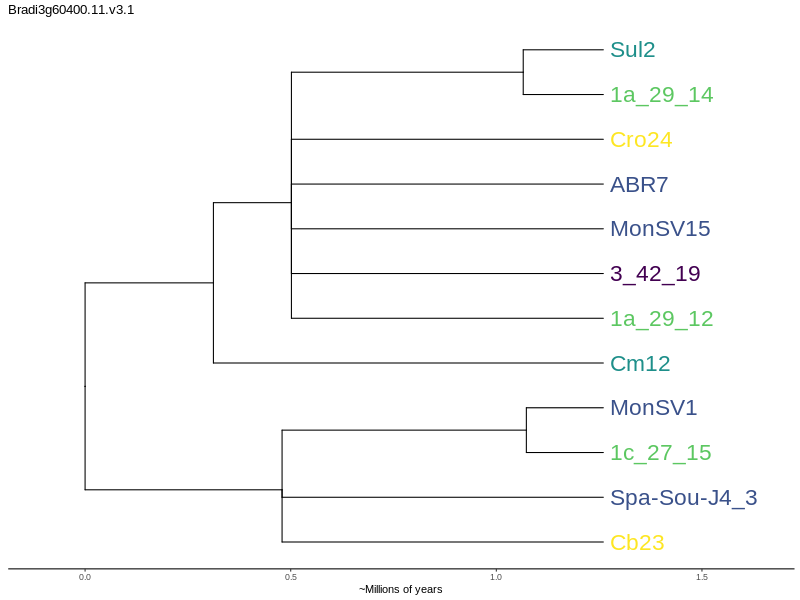 Bradi3g60400.11.v3.1
Sul2
1a_29_14
Cro24
ABR7
MonSV15
3_42_19
1a_29_12
Cm12
MonSV1
1c_27_15
Spa-Sou-J4_3
Cb23
0.0 0.5 1.0 1.5
~Millions of years